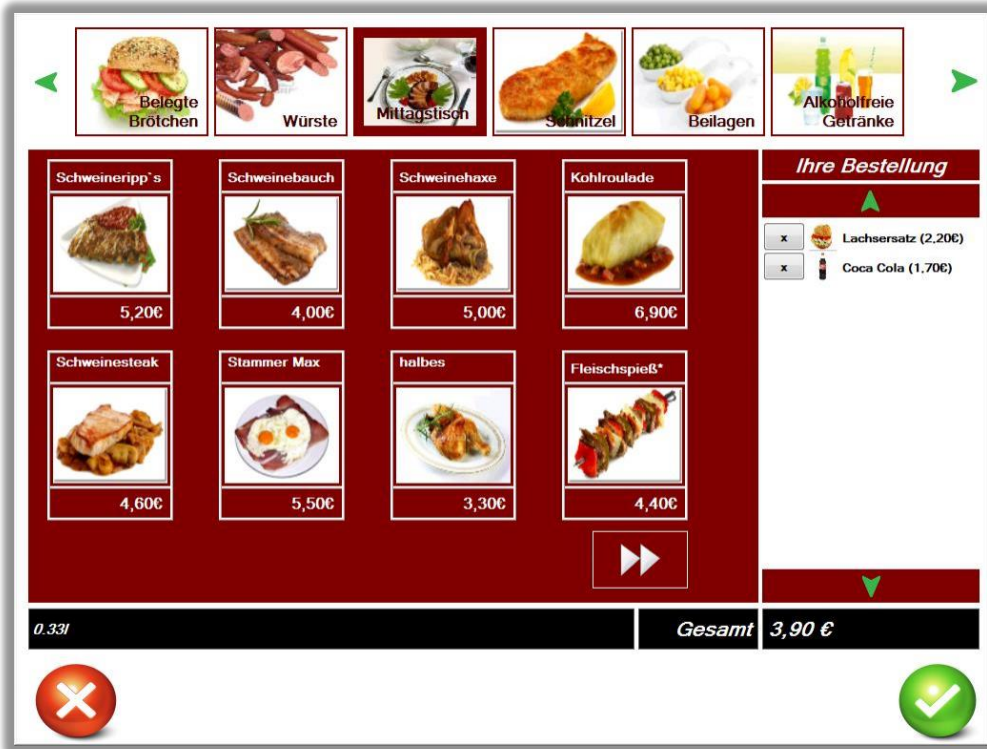 Belegte
Brötchen
Würste
Mittagstisch
Schnitzel
Beilagen
Alkoholfreie
Getränke
Schweineripp`s
Schweinebauch
Schweinehaxe
Kohlroulade
5,20€
4,00€
5,00€
6,90€
Schweinesteak
Stammer Max
halbes
Fleischspieß*
4,60€
5,50€
3,30€
4,40€
Ihre Bestellung
x Lachsersatz (2,20€)
x Coca Cola (1,70€)
0.33l
Gesamt 3,90 €